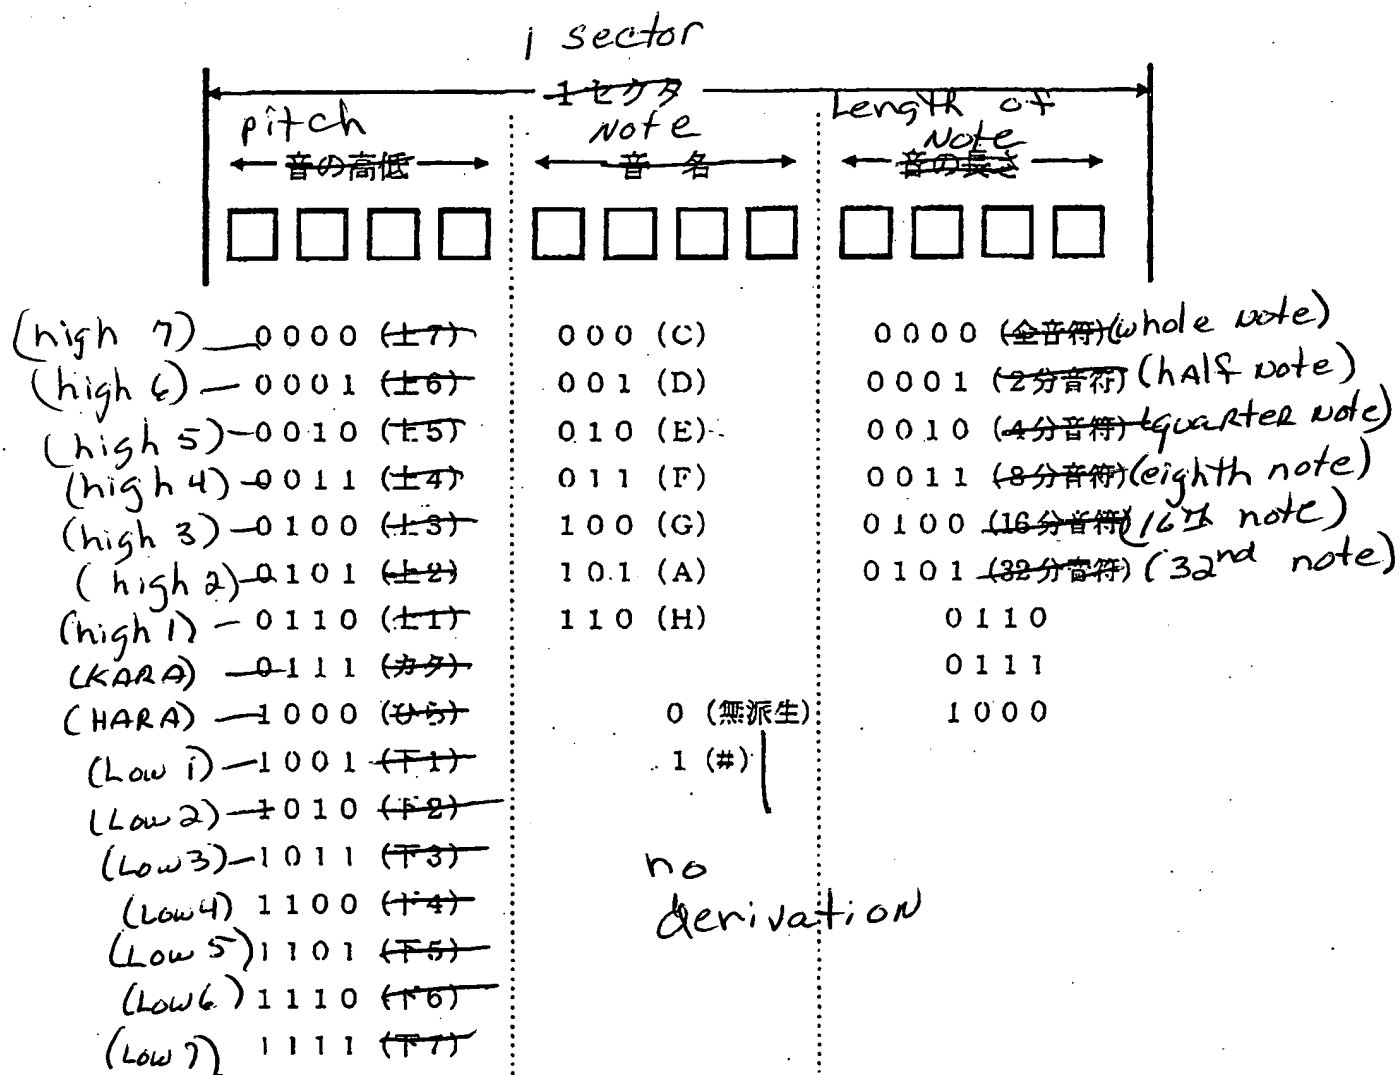 1 sector
1セクタ
pitch Note Length of Note
音の高低 音名 音の長さ
(high 7) 0000 (上7) 000 (C) 0000 (全音符) (whole note)
(high 6) 0001 (上6) 001 (D) 0001 (2分音符) (half note)
(high 5) 0010 (上5) 010 (E) 0010 (4分音符) (quarter note)
(high 4) 0011 (上4) 011 (F) 0011 (8分音符) (eighth note)
(high 3) 0100 (上3) 100 (G) 0100 (16分音符) (16th note)
(high 2) 0101 (上2) 101 (A) 0101 (32分音符) (32nd note)
(high 1) 0110 (上1) 110 (H) 0110
(KARA) 0111 (カタ) 0111
(HARA) 1000 (ひら) 0 (無派生) 1000
(Low 1) 1001 (下1) 1 (#)
(Low 2) 1010 (下2)
(Low 3) 1011 (下3) no
(Low 4) 1100 (下4) derivation
(Low 5) 1101 (下5)
(Low 6) 1110 (下6)
(Low 7) 1111 (下7)